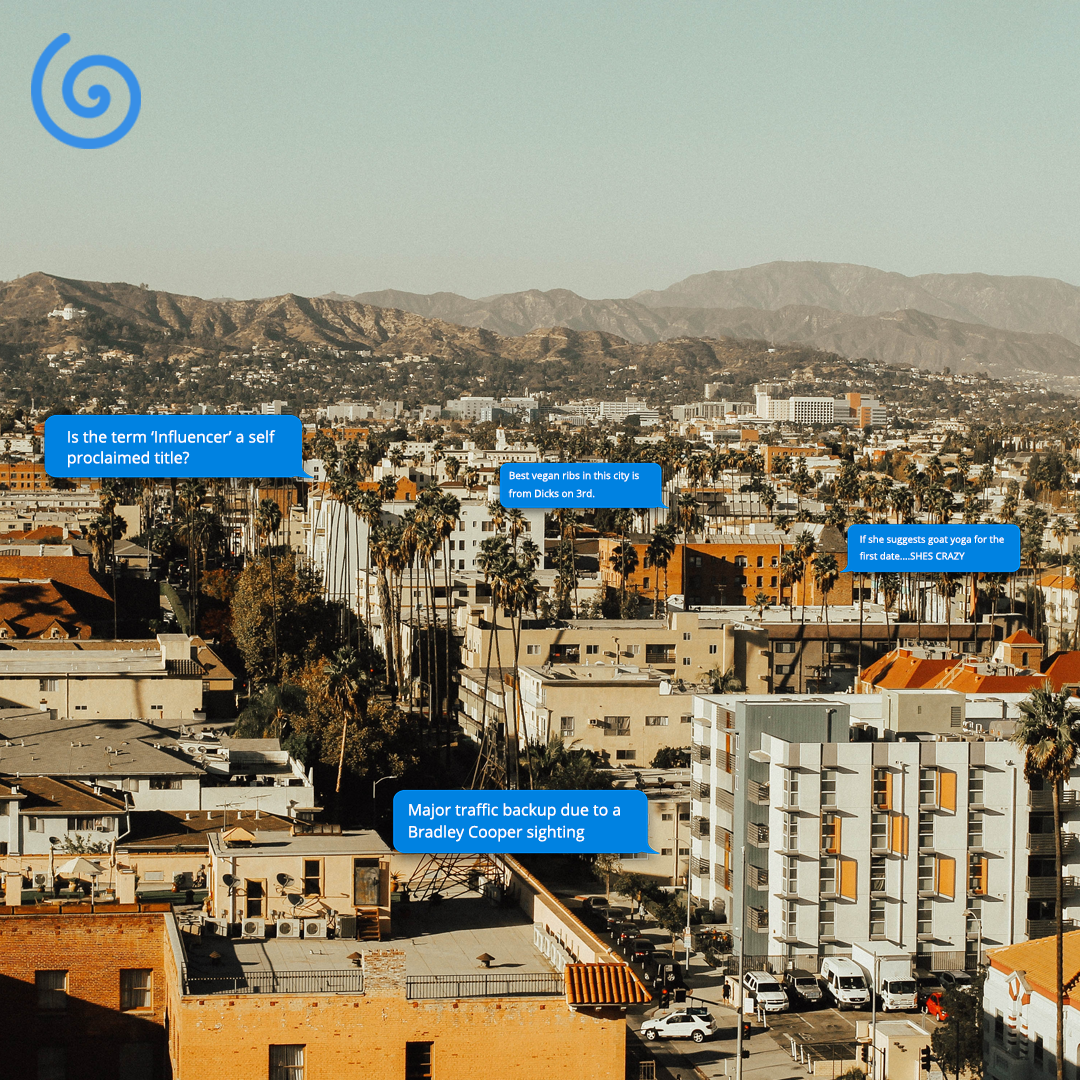 Is the term ‘Influencer’ a self
proclaimed title?
Best vegan ribs in this city is
from Dicks on 3rd.
If she suggests goat yoga for the
first date....SHES CRAZY
Major traffic backup due to a
Bradley Cooper sighting